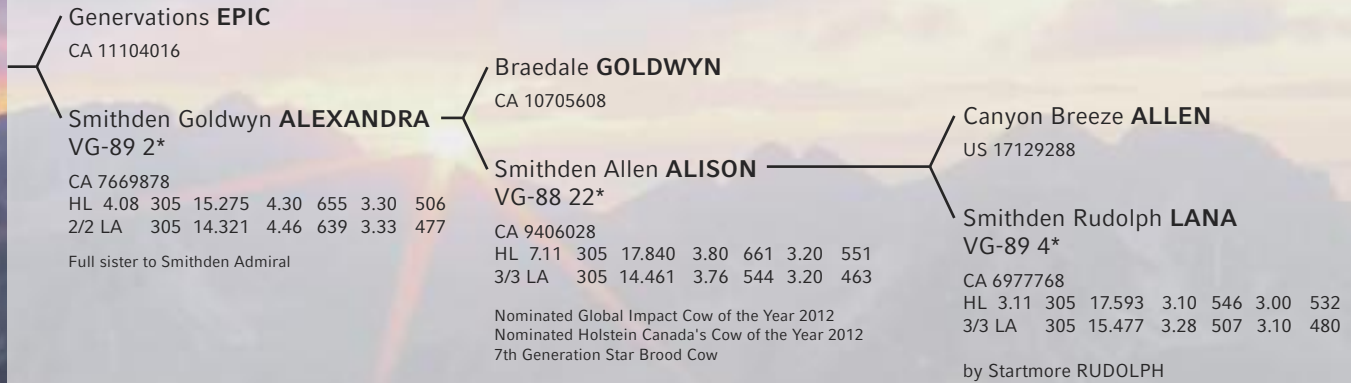 Genervations EPIC
CA 11104016
Smithden Goldwyn ALEXANDRA
VG-89 2*
CA 7669878
HL 4.08 305 15.275 4.30 655 3.30 506
2/2 LA 305 14.321 4.46 639 3.33 477
Full sister to Smithden Admiral
Braedale GOLDWYN
CA 10705608
Smithden Allen ALISON
VG-88 22*
CA 9406028
HL 7.11 305 17.840 3.80 661 3.20 551
3/3 LA 305 14.461 3.76 544 3.20 463
Nominated Global Impact Cow of the Year 2012
Nominated Holstein Canada's Cow of the Year 2012
7th Generation Star Brood Cow
Canyon Breeze ALLEN
US 17129288
Smithden Rudolph LANA
VG-89 4*
CA 6977768
HL 3.11 305 17.593 3.10 546 3.00 532
3/3 LA 305 15.477 3.28 507 3.10 480
by Startmore RUDOLPH